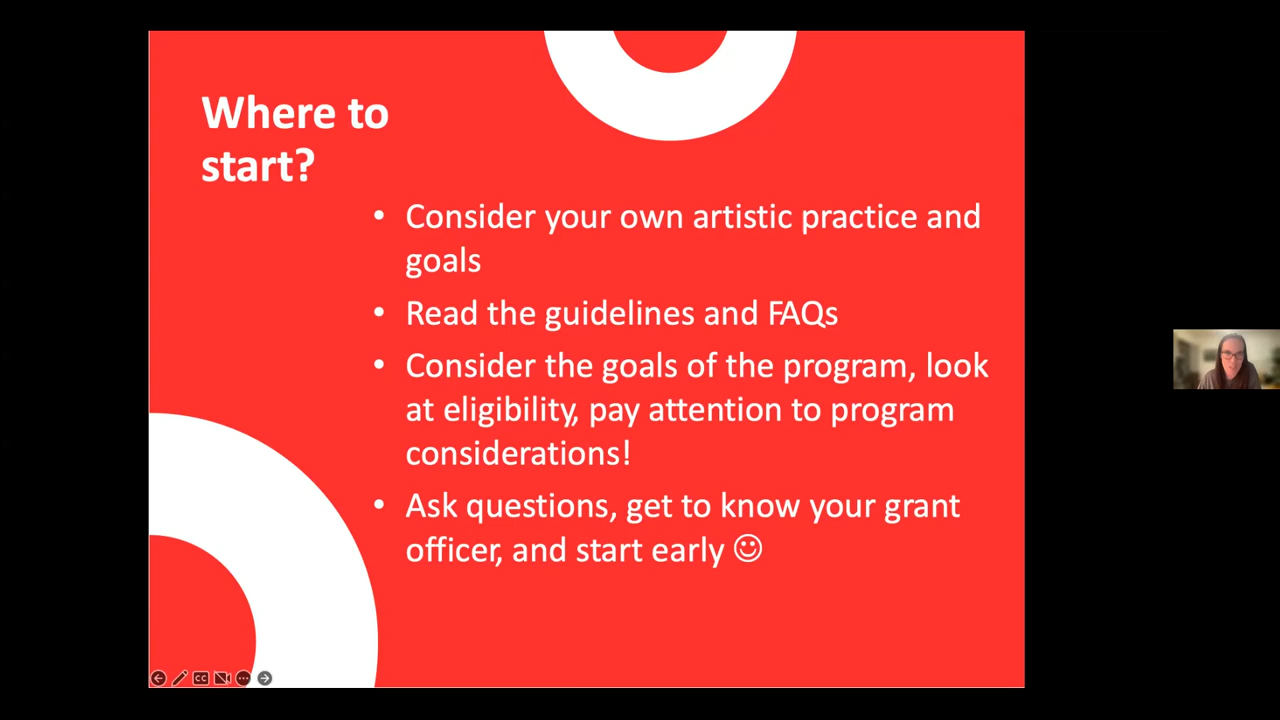 Where to
start?
• Consider your own artistic practice and
goals
• Read the guidelines and FAQs
• Consider the goals of the program, look
at eligibility, pay attention to program
considerations!
• Ask questions, get to know your grant
officer, and start early ☺
CC